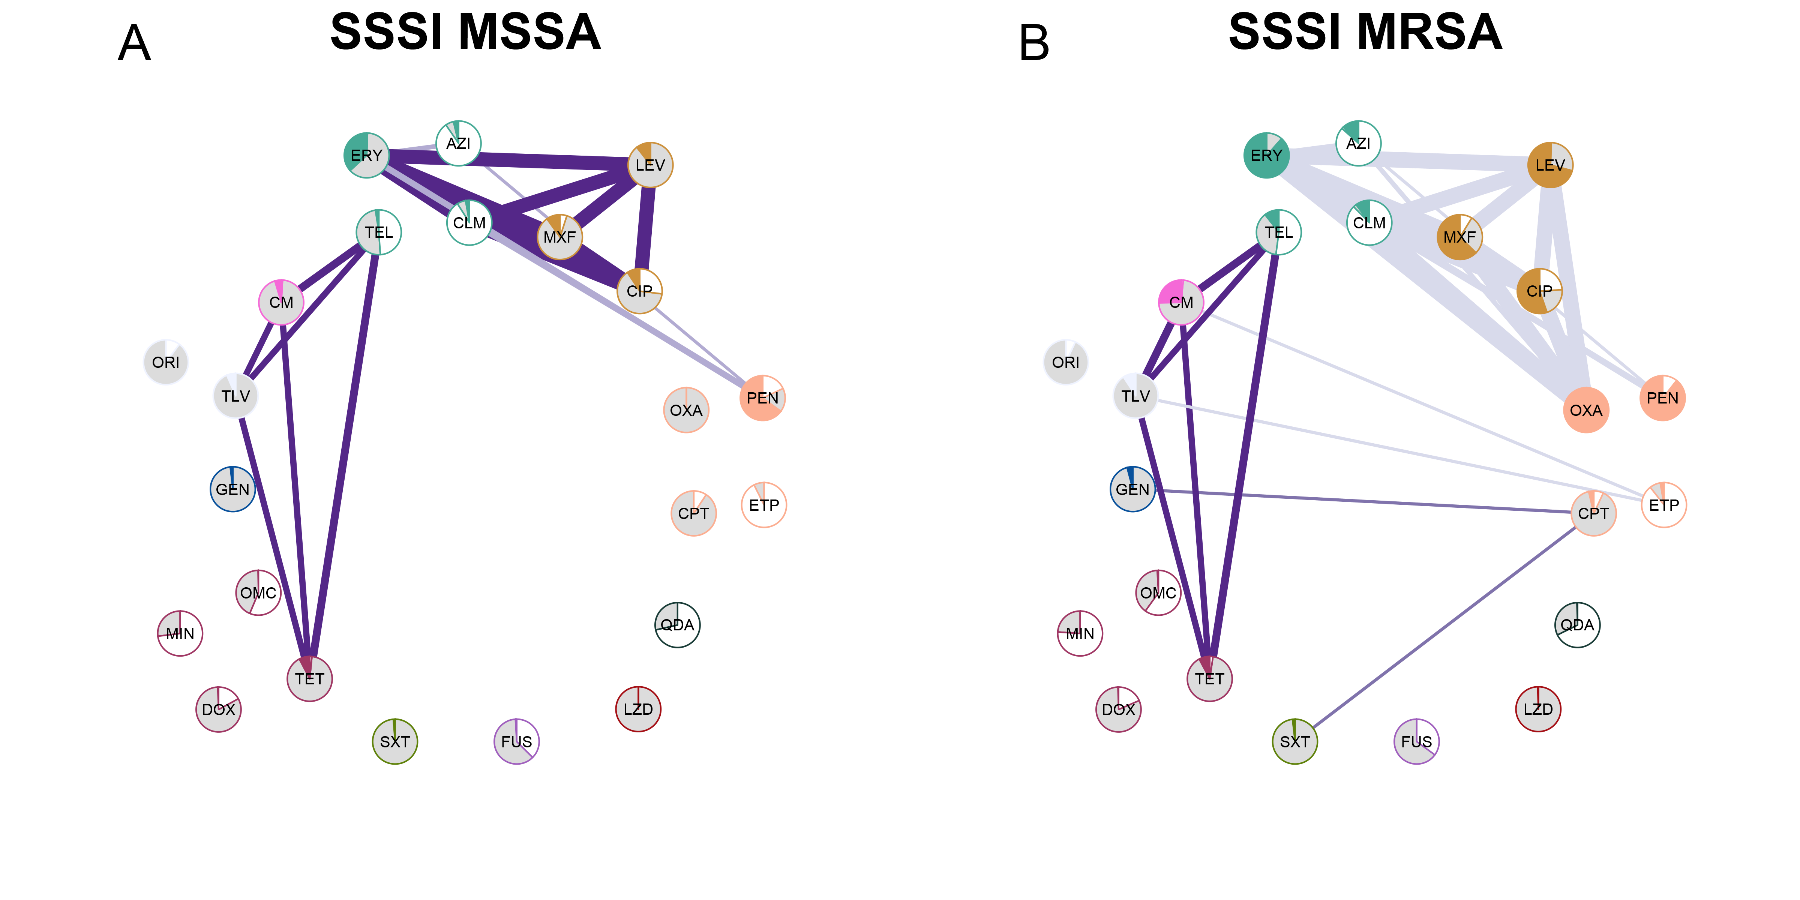 A
SSSI MSSA
ERY
AZI
LEV
TEL
CLM
MXF
CM
CIP
ORI
TLV
OXA
PEN
GEN
CPT
ETP
OMC
MIN
QDA
TET
DOX
LZD
SXT
FUS
B
SSSI MRSA
ERY
AZI
LEV
TEL
CLM
MXF
CM
CIP
ORI
TLV
OXA
PEN
GEN
CPT
ETP
OMC
MIN
QDA
TET
DOX
LZD
SXT
FUS